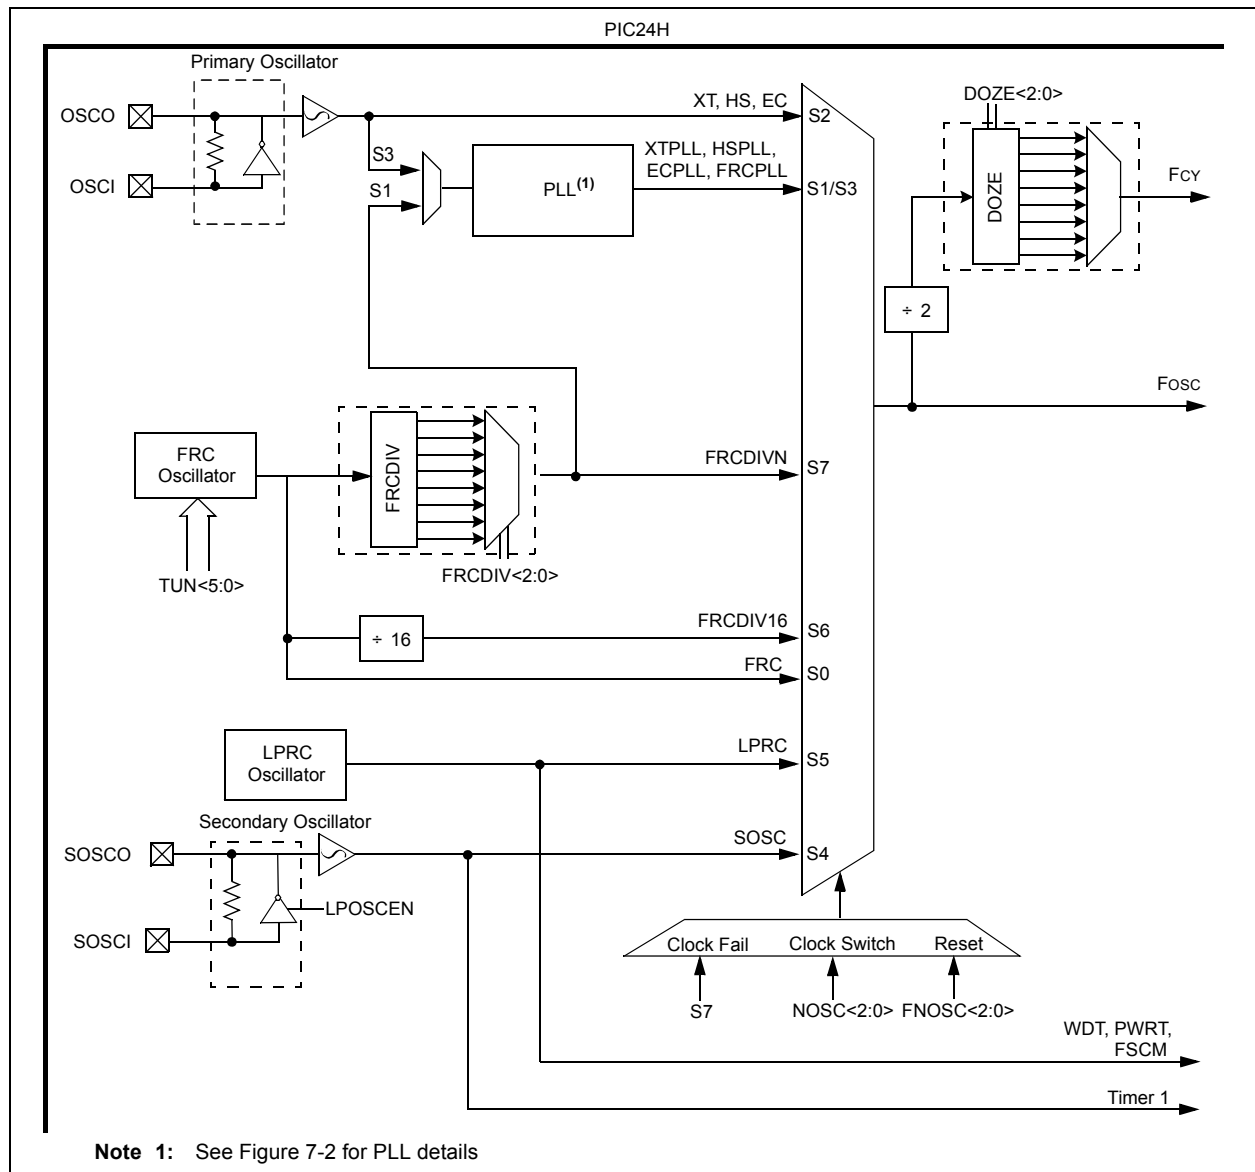 PIC24H
Primary Oscillator
OSCO
OSCI
S3
S1
PLL(1)
XT, HS, EC
XTPLL, HSPLL,
ECPLL, FRCPLL
S2
S1/S3
DOZE<2:0>
DOZE
FCY
÷ 2
FOSC
FRC
Oscillator
TUN<5:0>
FRCDIV
FRCDIV<2:0>
FRCDIVN
S7
÷ 16
FRCDIV16
S6
FRC
S0
LPRC
Oscillator
LPRC
S5
Secondary Oscillator
SOSCO
SOSCI
LPOSCEN
SOSC
S4
Clock Fail
Clock Switch
Reset
S7
NOSC<2:0>
FNOSC<2:0>
WDT, PWRT,
FSCM
Timer 1
Note 1: See Figure 7-2 for PLL details